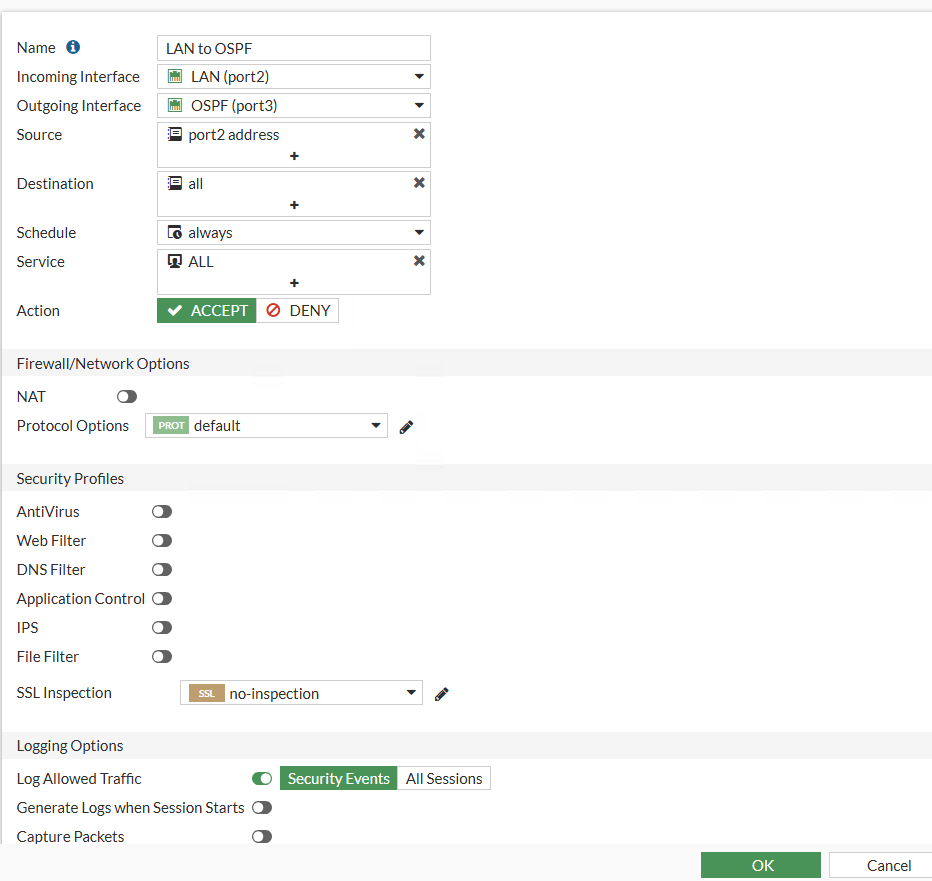 Name LAN to OSPF
Incoming Interface LAN (port2)
Outgoing Interface OSPF (port3)
Source port2 address
+
Destination all
+
Schedule always
Service ALL
+
Action ACCEPT DENY
Firewall/Network Options
NAT
Protocol Options PROT default
Security Profiles
AntiVirus
Web Filter
DNS Filter
Application Control
IPS
File Filter
SSL Inspection SSL no-inspection
Logging Options
Log Allowed Traffic Security Events All Sessions
Generate Logs when Session Starts
Capture Packets
OK Cancel